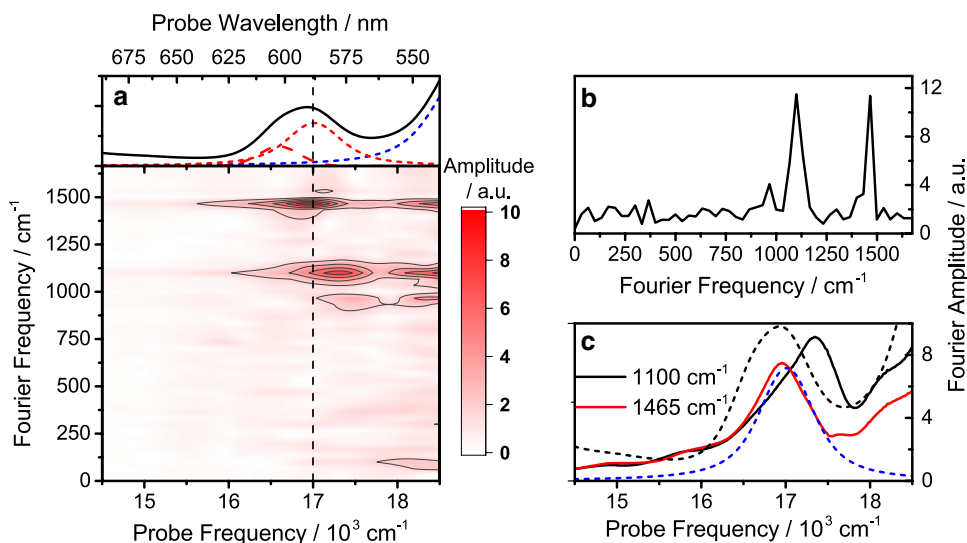 Probe Wavelength / nm
675 650 625 600 575 550
a
Amplitude
/ a.u.
10
8
6
4
2
0
1500
1250
1000
750
500
250
0
Fourier Frequency / cm⁻¹
15 16 17 18
Probe Frequency / 10³ cm⁻¹
b
12
8
4
0
0 250 500 750 1000 1250 1500
Fourier Frequency / cm⁻¹
Fourier Amplitude / a.u.
c
1100 cm⁻¹
1465 cm⁻¹
8
4
0
15 16 17 18
Probe Frequency / 10³ cm⁻¹